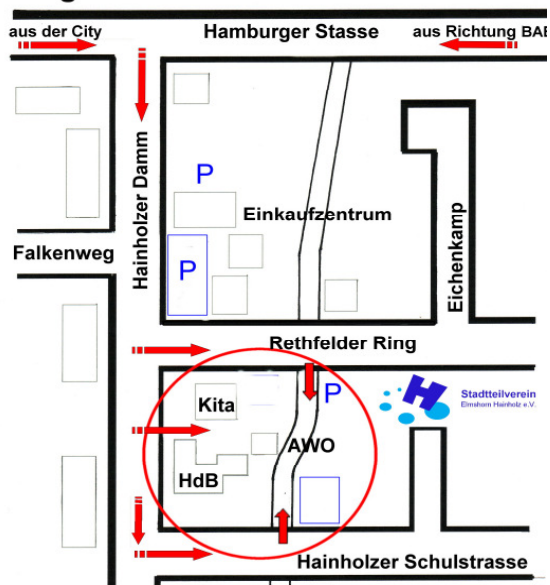 aus der City
Hamburger Stasse
aus Richtung BAB
Hainholzer Damm
P
Einkaufzentrum
Falkenweg
P
Eichenkamp
Rethfelder Ring
Kita
P
Stadtteilverein
Elmshorn Hainholz e.V.
AWO
HdB
Hainholzer Schulstrasse